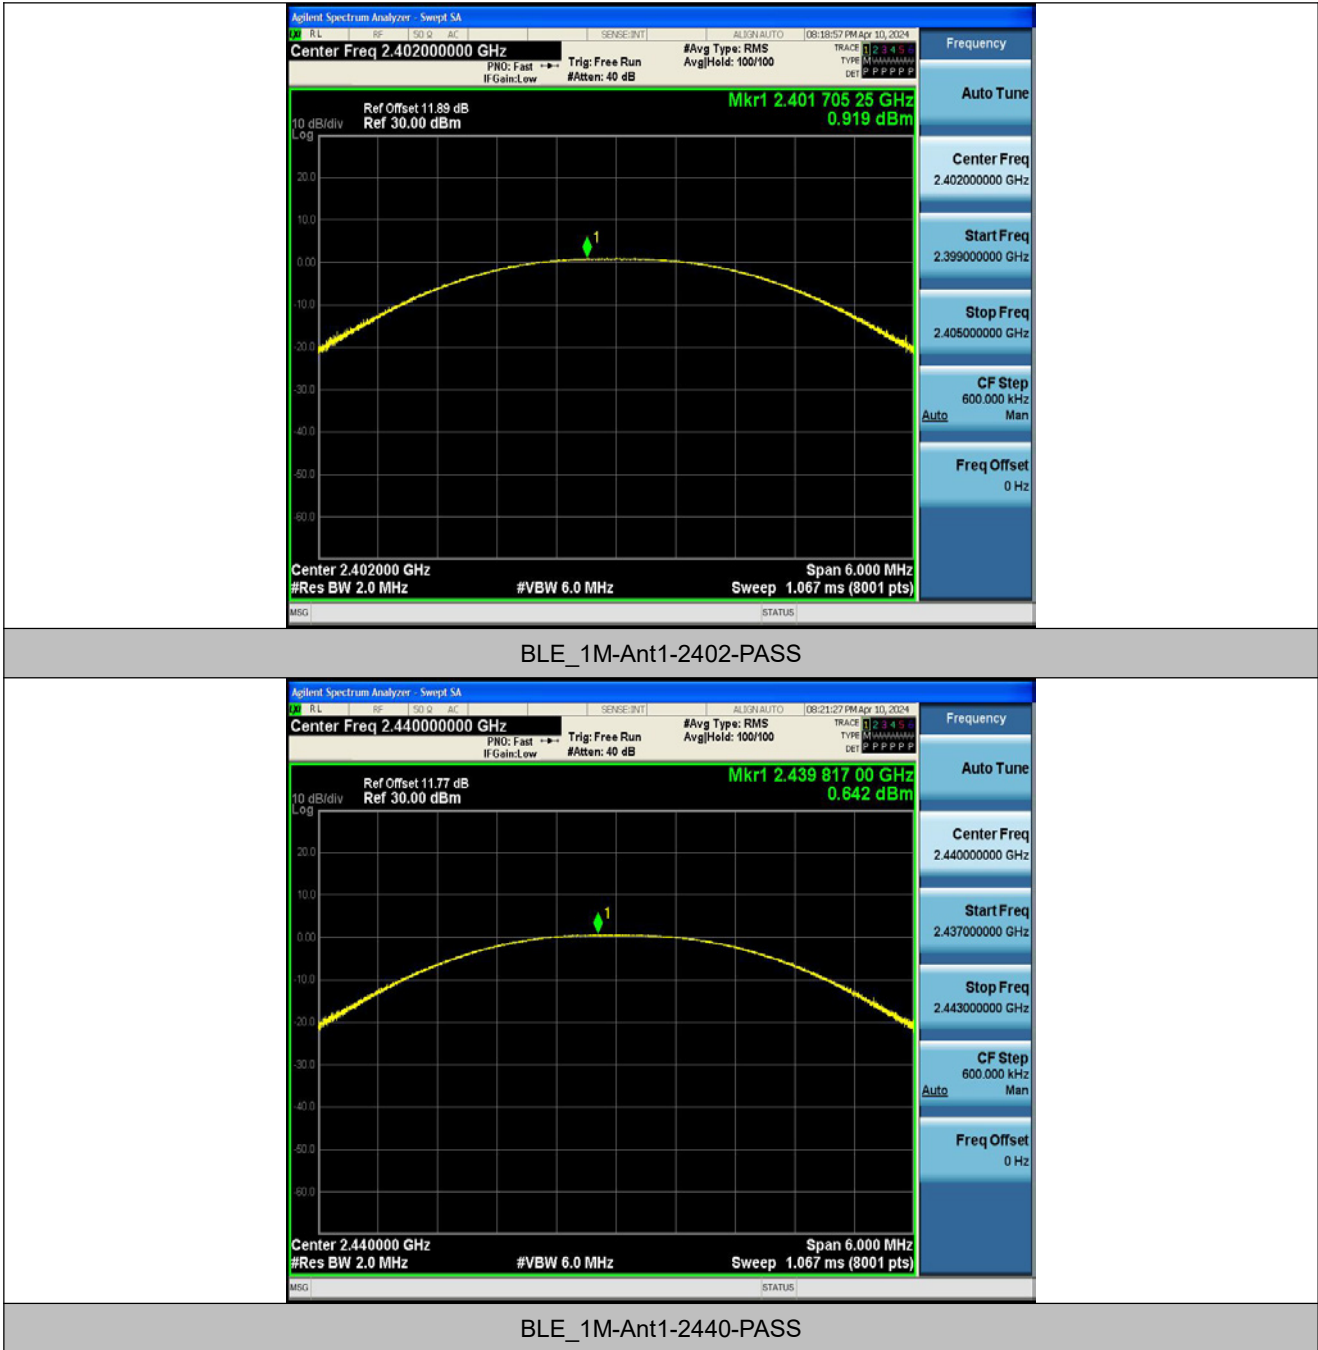 Agilent Spectrum Analyzer - Swept SA
RL RF 50 Ω AC SENSE:INT ALIGN AUTO 08:18:57 PM Apr 10, 2024
Center Freq 2.402000000 GHz
PNO: Fast
IFGain:Low
Trig: Free Run
#Atten: 40 dB
#Avg Type: RMS
Avg|Hold: 100/100
TRACE 1 2 3 4 5 6
TYPE M
DET P P P P P P
Ref Offset 11.89 dB
10 dB/div Ref 30.00 dBm
Log
Mkr1 2.401 705 25 GHz
0.919 dBm
1
20.0
10.0
0.00
-10.0
-20.0
-30.0
-40.0
-50.0
-60.0
Center 2.402000 GHz Span 6.000 MHz
#Res BW 2.0 MHz #VBW 6.0 MHz Sweep 1.067 ms (8001 pts)
MSG STATUS
Frequency
Auto Tune
Center Freq
2.402000000 GHz
Start Freq
2.399000000 GHz
Stop Freq
2.405000000 GHz
CF Step
600.000 kHz
Auto Man
Freq Offset
0 Hz
BLE_1M-Ant1-2402-PASS
Agilent Spectrum Analyzer - Swept SA
RL RF 50 Ω AC SENSE:INT ALIGN AUTO 08:21:27 PM Apr 10, 2024
Center Freq 2.440000000 GHz
PNO: Fast
IFGain:Low
Trig: Free Run
#Atten: 40 dB
#Avg Type: RMS
Avg|Hold: 100/100
TRACE 1 2 3 4 5 6
TYPE M
DET P P P P P P
Ref Offset 11.77 dB
10 dB/div Ref 30.00 dBm
Log
Mkr1 2.439 817 00 GHz
0.642 dBm
1
20.0
10.0
0.00
-10.0
-20.0
-30.0
-40.0
-50.0
-60.0
Center 2.440000 GHz Span 6.000 MHz
#Res BW 2.0 MHz #VBW 6.0 MHz Sweep 1.067 ms (8001 pts)
MSG STATUS
Frequency
Auto Tune
Center Freq
2.440000000 GHz
Start Freq
2.437000000 GHz
Stop Freq
2.443000000 GHz
CF Step
600.000 kHz
Auto Man
Freq Offset
0 Hz
BLE_1M-Ant1-2440-PASS